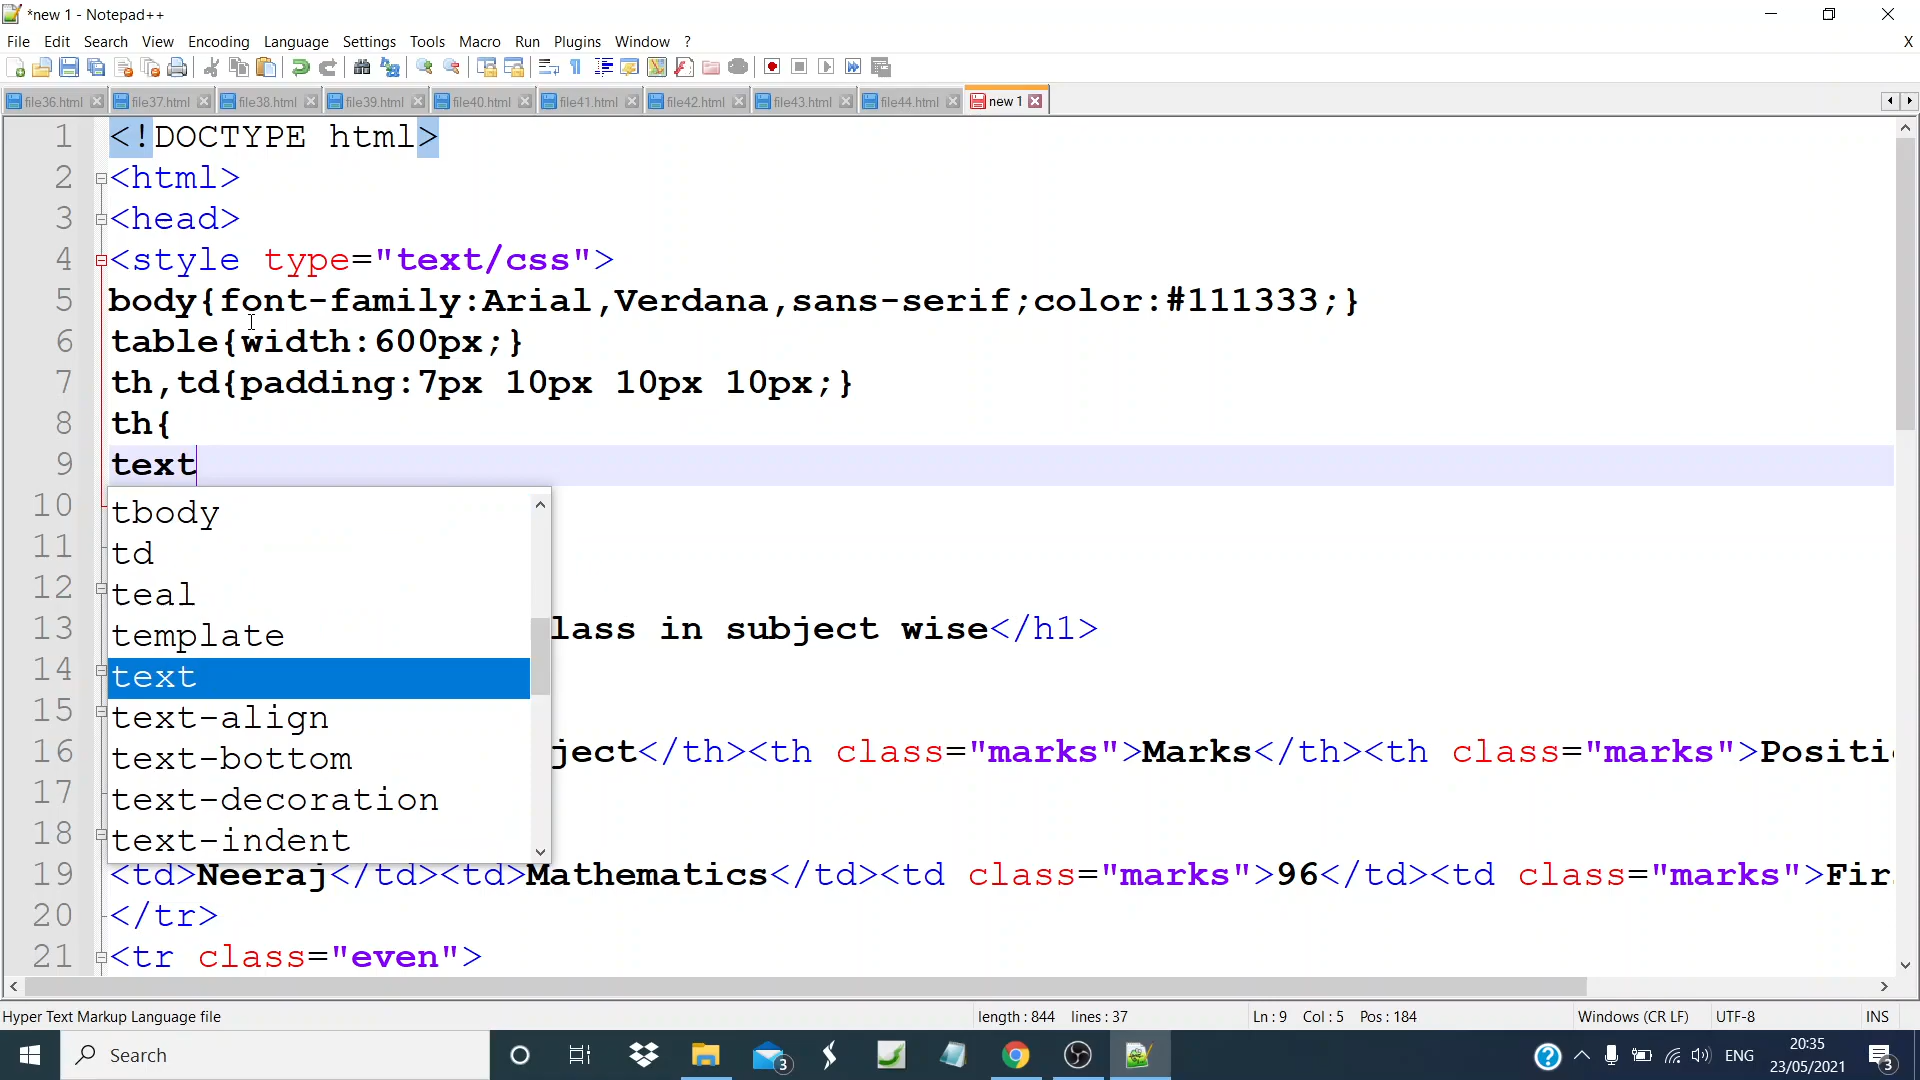 *new 1 - Notepad++
File Edit Search View Encoding Language Settings Tools Macro Run Plugins Window ? X
file36.html file37.html file38.html file39.html file40.html file41.html file42.html file43.html file44.html new 1
1 <!DOCTYPE html>
2 <html>
3 <head>
4 <style type="text/css">
5 body{font-family:Arial,Verdana,sans-serif;color:#111333;}
6 table{width:600px;}
7 th,td{padding:7px 10px 10px 10px;}
8 th{
9 text
10
tbody
11
td
12
teal
13 lass in subject wise</h1>
template
14
text
15
text-align
16 ject</th><th class="marks">Marks</th><th class="marks">Positi
text-bottom
17
text-decoration
18
text-indent
19 <td>Neeraj</td><td>Mathematics</td><td class="marks">96</td><td class="marks">Fir
20 </tr>
21 <tr class="even">
Hyper Text Markup Language file length : 844 lines : 37 Ln : 9 Col : 5 Pos : 184 Windows (CR LF) UTF-8 INS
Search 3 ENG 20:35 3
23/05/2021